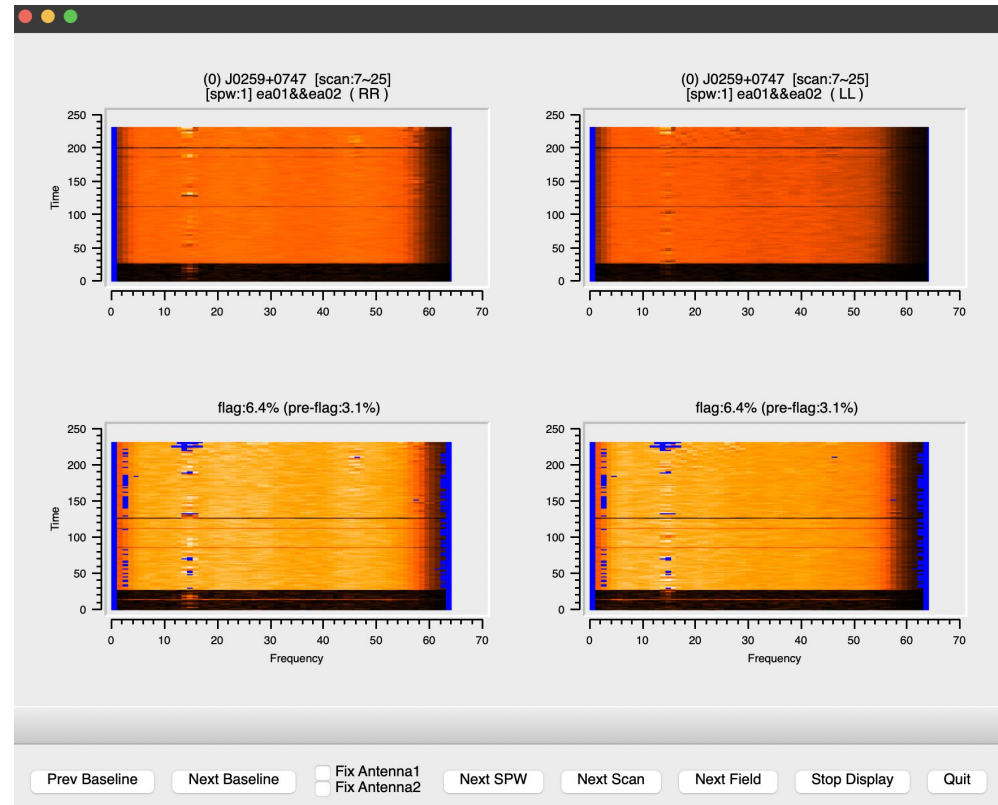 (0) J0259+0747 [scan:7~25]
[spw:1] ea01&&ea02 ( RR )
250
200
150
100
50
0
Time
0 10 20 30 40 50 60 70
(0) J0259+0747 [scan:7~25]
[spw:1] ea01&&ea02 ( LL )
250
200
150
100
50
0
0 10 20 30 40 50 60 70
flag:6.4% (pre-flag:3.1%)
250
200
150
100
50
0
Time
0 10 20 30 40 50 60 70
Frequency
flag:6.4% (pre-flag:3.1%)
250
200
150
100
50
0
0 10 20 30 40 50 60 70
Frequency
Prev Baseline
Next Baseline
Fix Antenna1
Fix Antenna2
Next SPW
Next Scan
Next Field
Stop Display
Quit